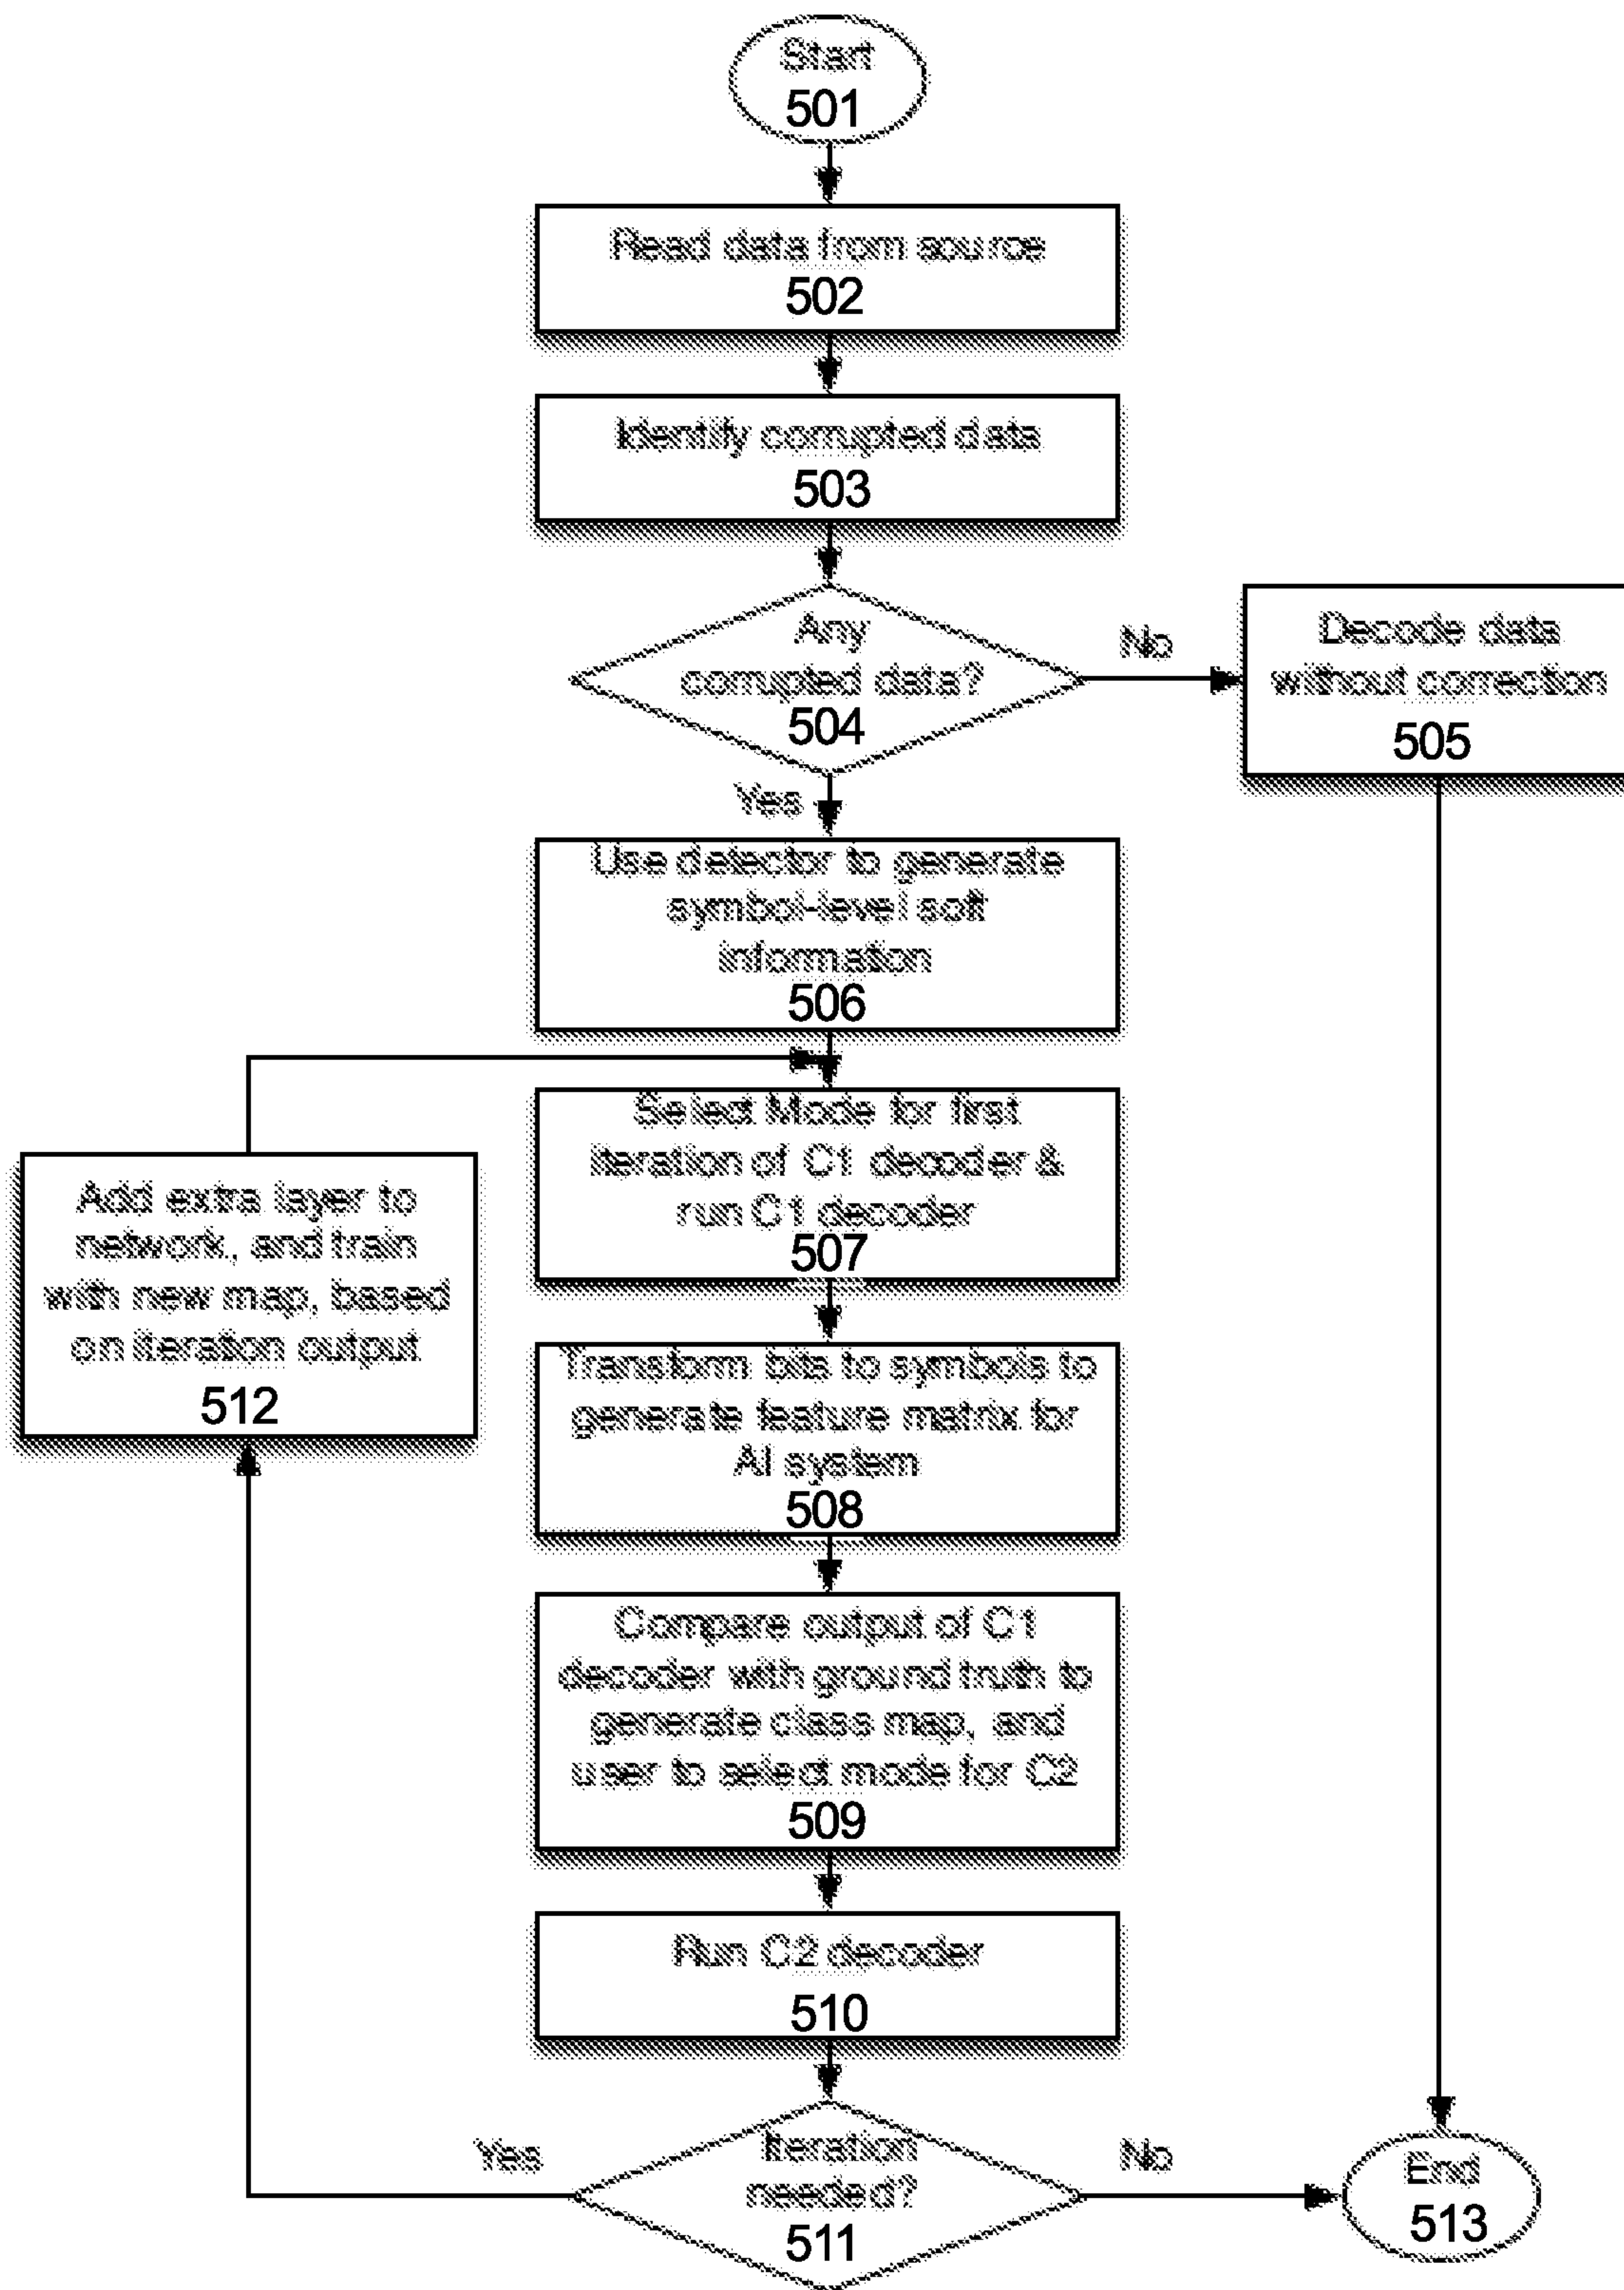 Start
501
Read data from source
502
Identify corrupted data
503
Any
corrupted data?
504
No
Decode data
without correction
505
Yes
Use detector to generate
symbol-level soft
information
506
Select Mode for first
iteration of C1 decoder &
run C1 decoder
507
Add extra layer to
network, and train
with new map, based
on iteration output
512
Transform bits to symbols to
generate feature matrix for
AI system
508
Compare output of C1
decoder with ground truth to
generate class map, and
user to select mode for C2
509
Run C2 decoder
510
Yes
Iteration
needed?
511
No
End
513